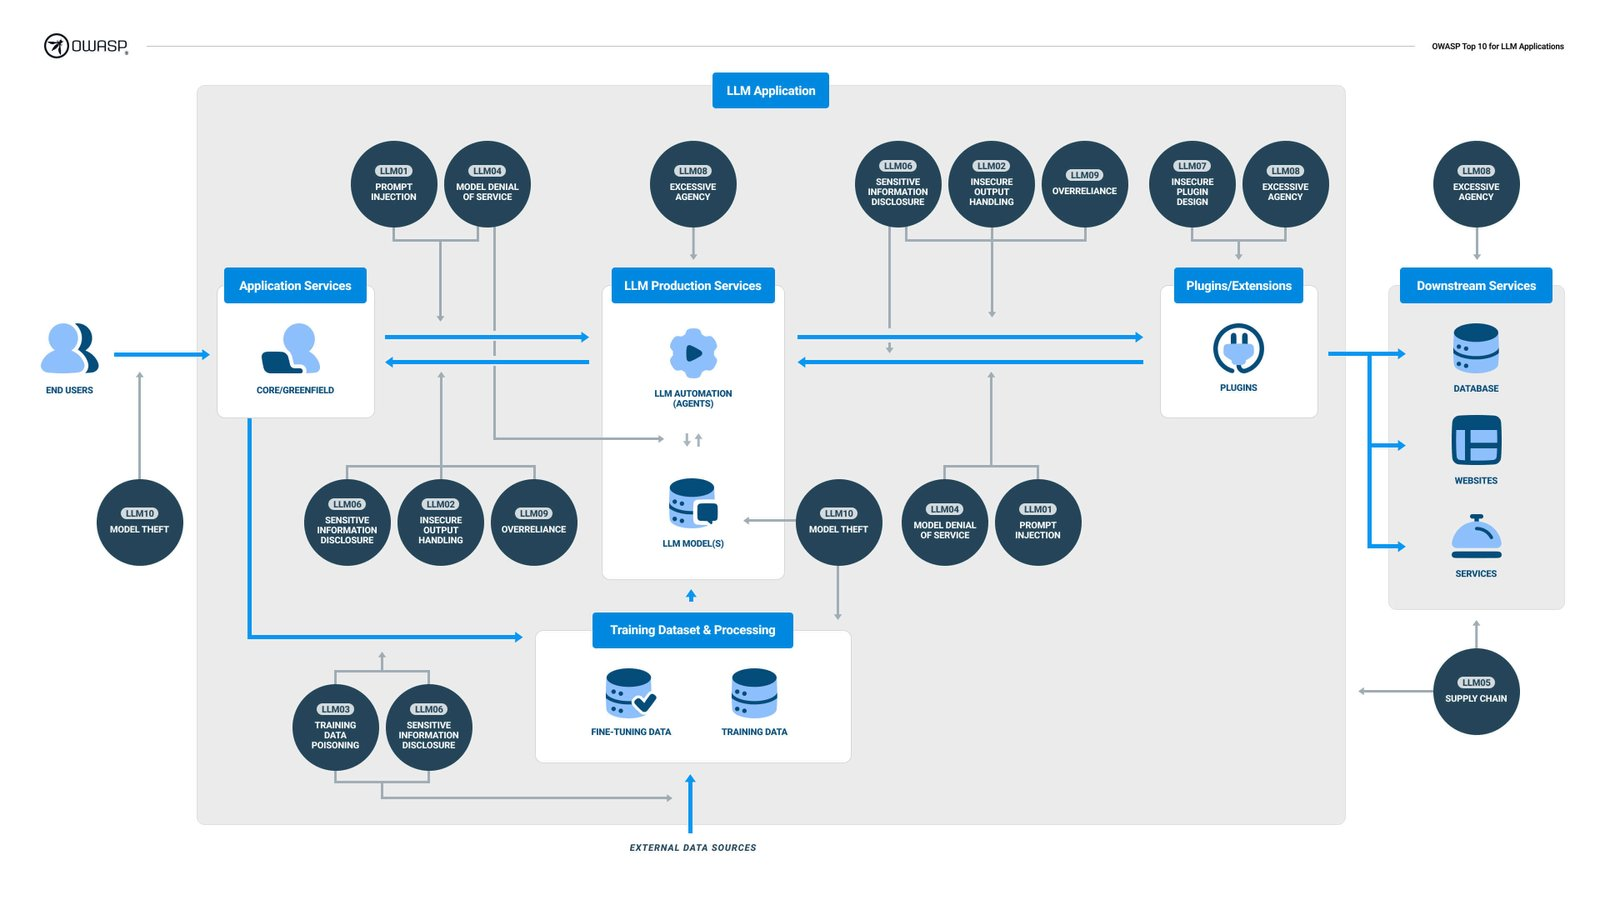 OWASP
OWASP Top 10 for LLM Applications
LLM Application
LLM01
PROMPT
INJECTION
LLM04
MODEL DENIAL
OF SERVICE
LLM08
EXCESSIVE
AGENCY
LLM06
SENSITIVE
INFORMATION
DISCLOSURE
LLM02
INSECURE
OUTPUT
HANDLING
LLM09
OVERRELIANCE
LLM07
INSECURE
PLUGIN
DESIGN
LLM08
EXCESSIVE
AGENCY
LLM08
EXCESSIVE
AGENCY
Application Services
LLM Production Services
Plugins/Extensions
Downstream Services
END USERS
CORE/GREENFIELD
LLM AUTOMATION
(AGENTS)
PLUGINS
DATABASE
WEBSITES
SERVICES
LLM10
MODEL THEFT
LLM06
SENSITIVE
INFORMATION
DISCLOSURE
LLM02
INSECURE
OUTPUT
HANDLING
LLM09
OVERRELIANCE
LLM MODEL(S)
LLM10
MODEL THEFT
LLM04
MODEL DENIAL
OF SERVICE
LLM01
PROMPT
INJECTION
Training Dataset & Processing
FINE-TUNING DATA
TRAINING DATA
LLM03
TRAINING
DATA
POISONING
LLM06
SENSITIVE
INFORMATION
DISCLOSURE
LLM05
SUPPLY CHAIN
EXTERNAL DATA SOURCES